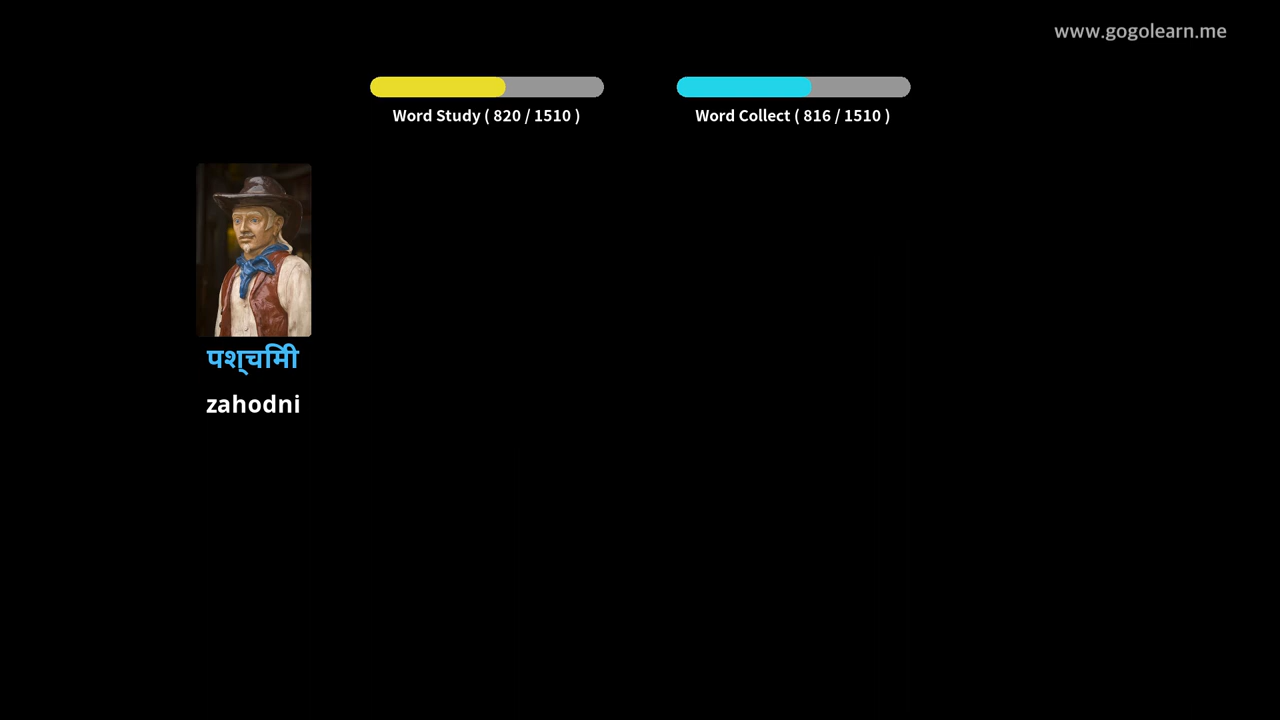 www.gogolearn.me
Word Study ( 820 / 1510 )
Word Collect ( 816 / 1510 )
पश्चिमी
zahodni